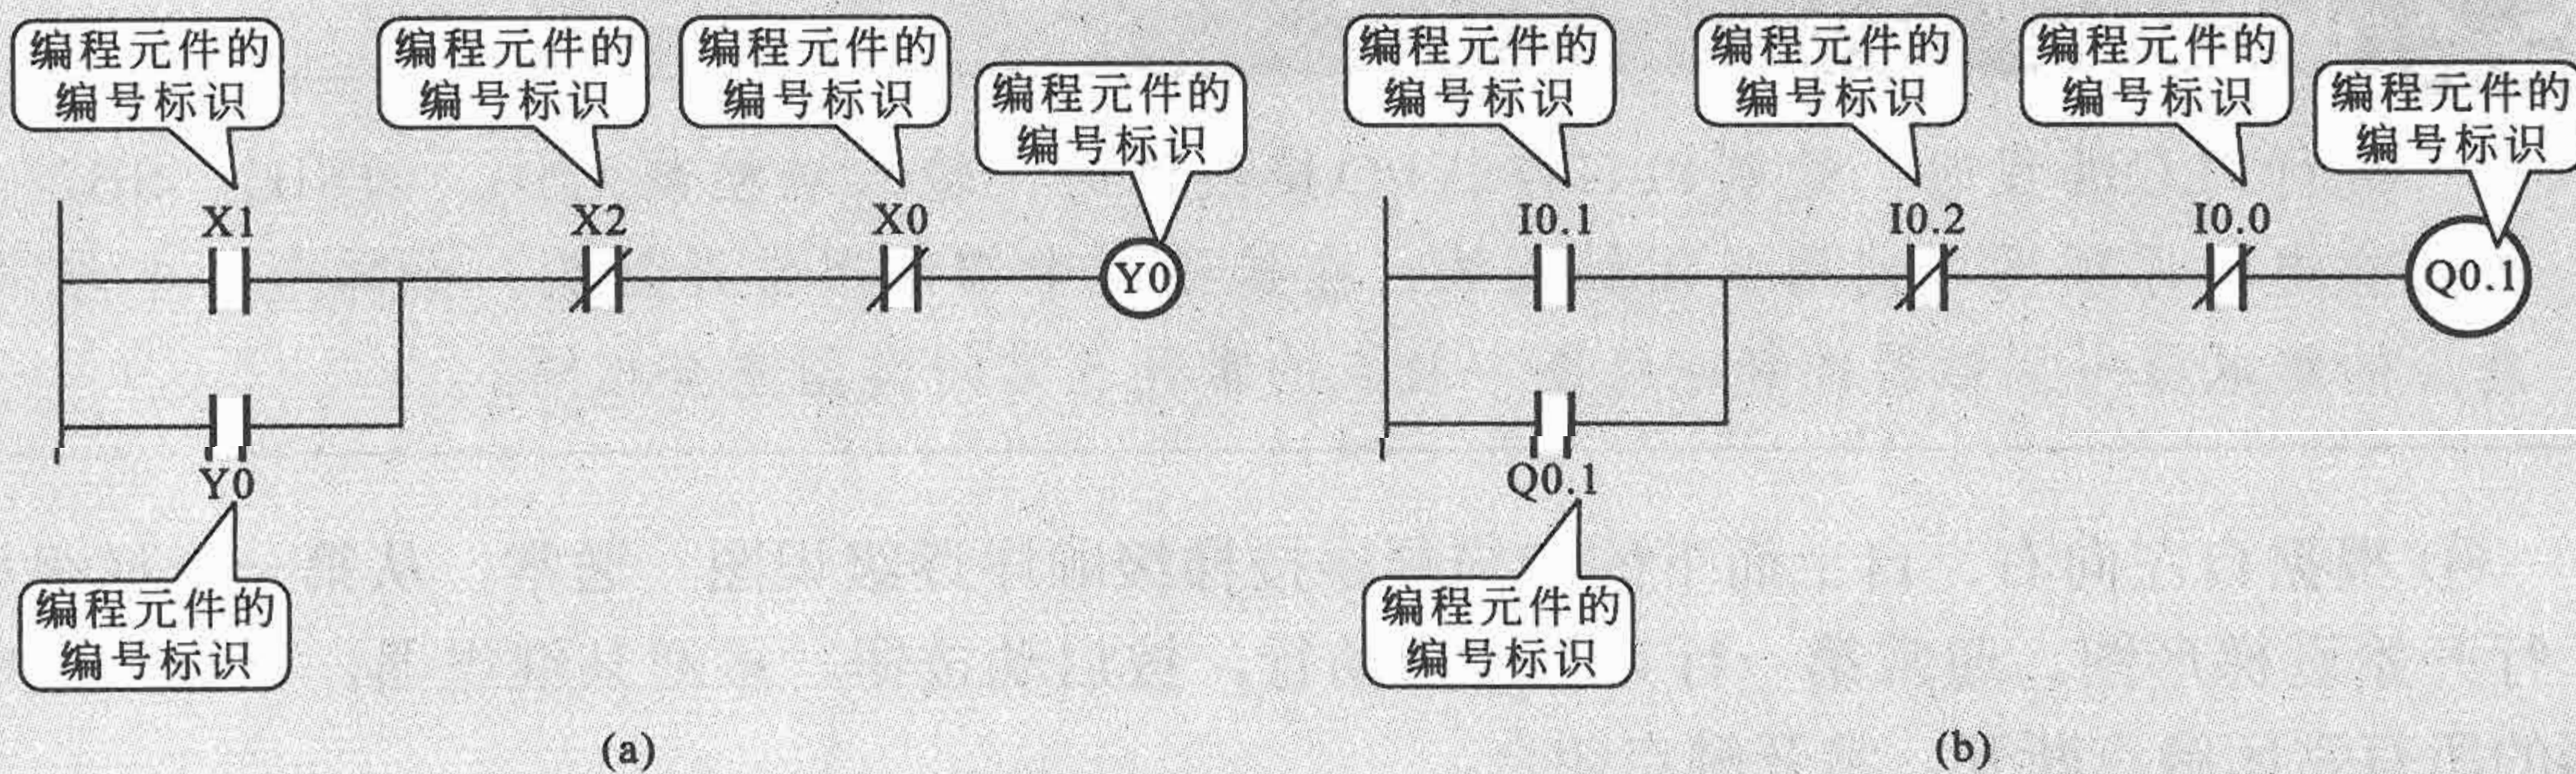 编程元件的
编号标识
编程元件的
编号标识
编程元件的
编号标识
编程元件的
编号标识
X1
X2
X0
Y0
Y0
编程元件的
编号标识
(a)
编程元件的
编号标识
编程元件的
编号标识
编程元件的
编号标识
编程元件的
编号标识
I0.1
I0.2
I0.0
Q0.1
Q0.1
编程元件的
编号标识
(b)